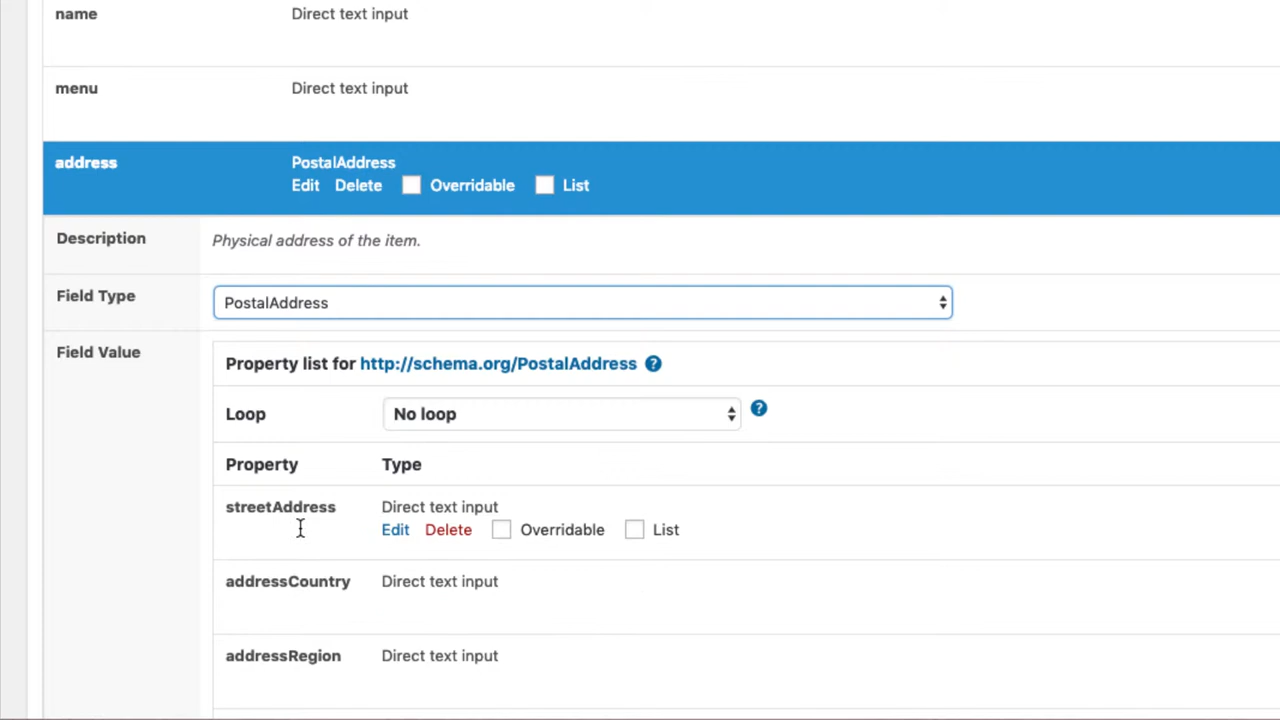 name Direct text input
menu Direct text input
address PostalAddress
Edit Delete Overridable List
Description Physical address of the item.
Field Type PostalAddress
Field Value Property list for http://schema.org/PostalAddress ?
Loop No loop ?
Property Type
streetAddress Direct text input
Edit Delete Overridable List
addressCountry Direct text input
addressRegion Direct text input